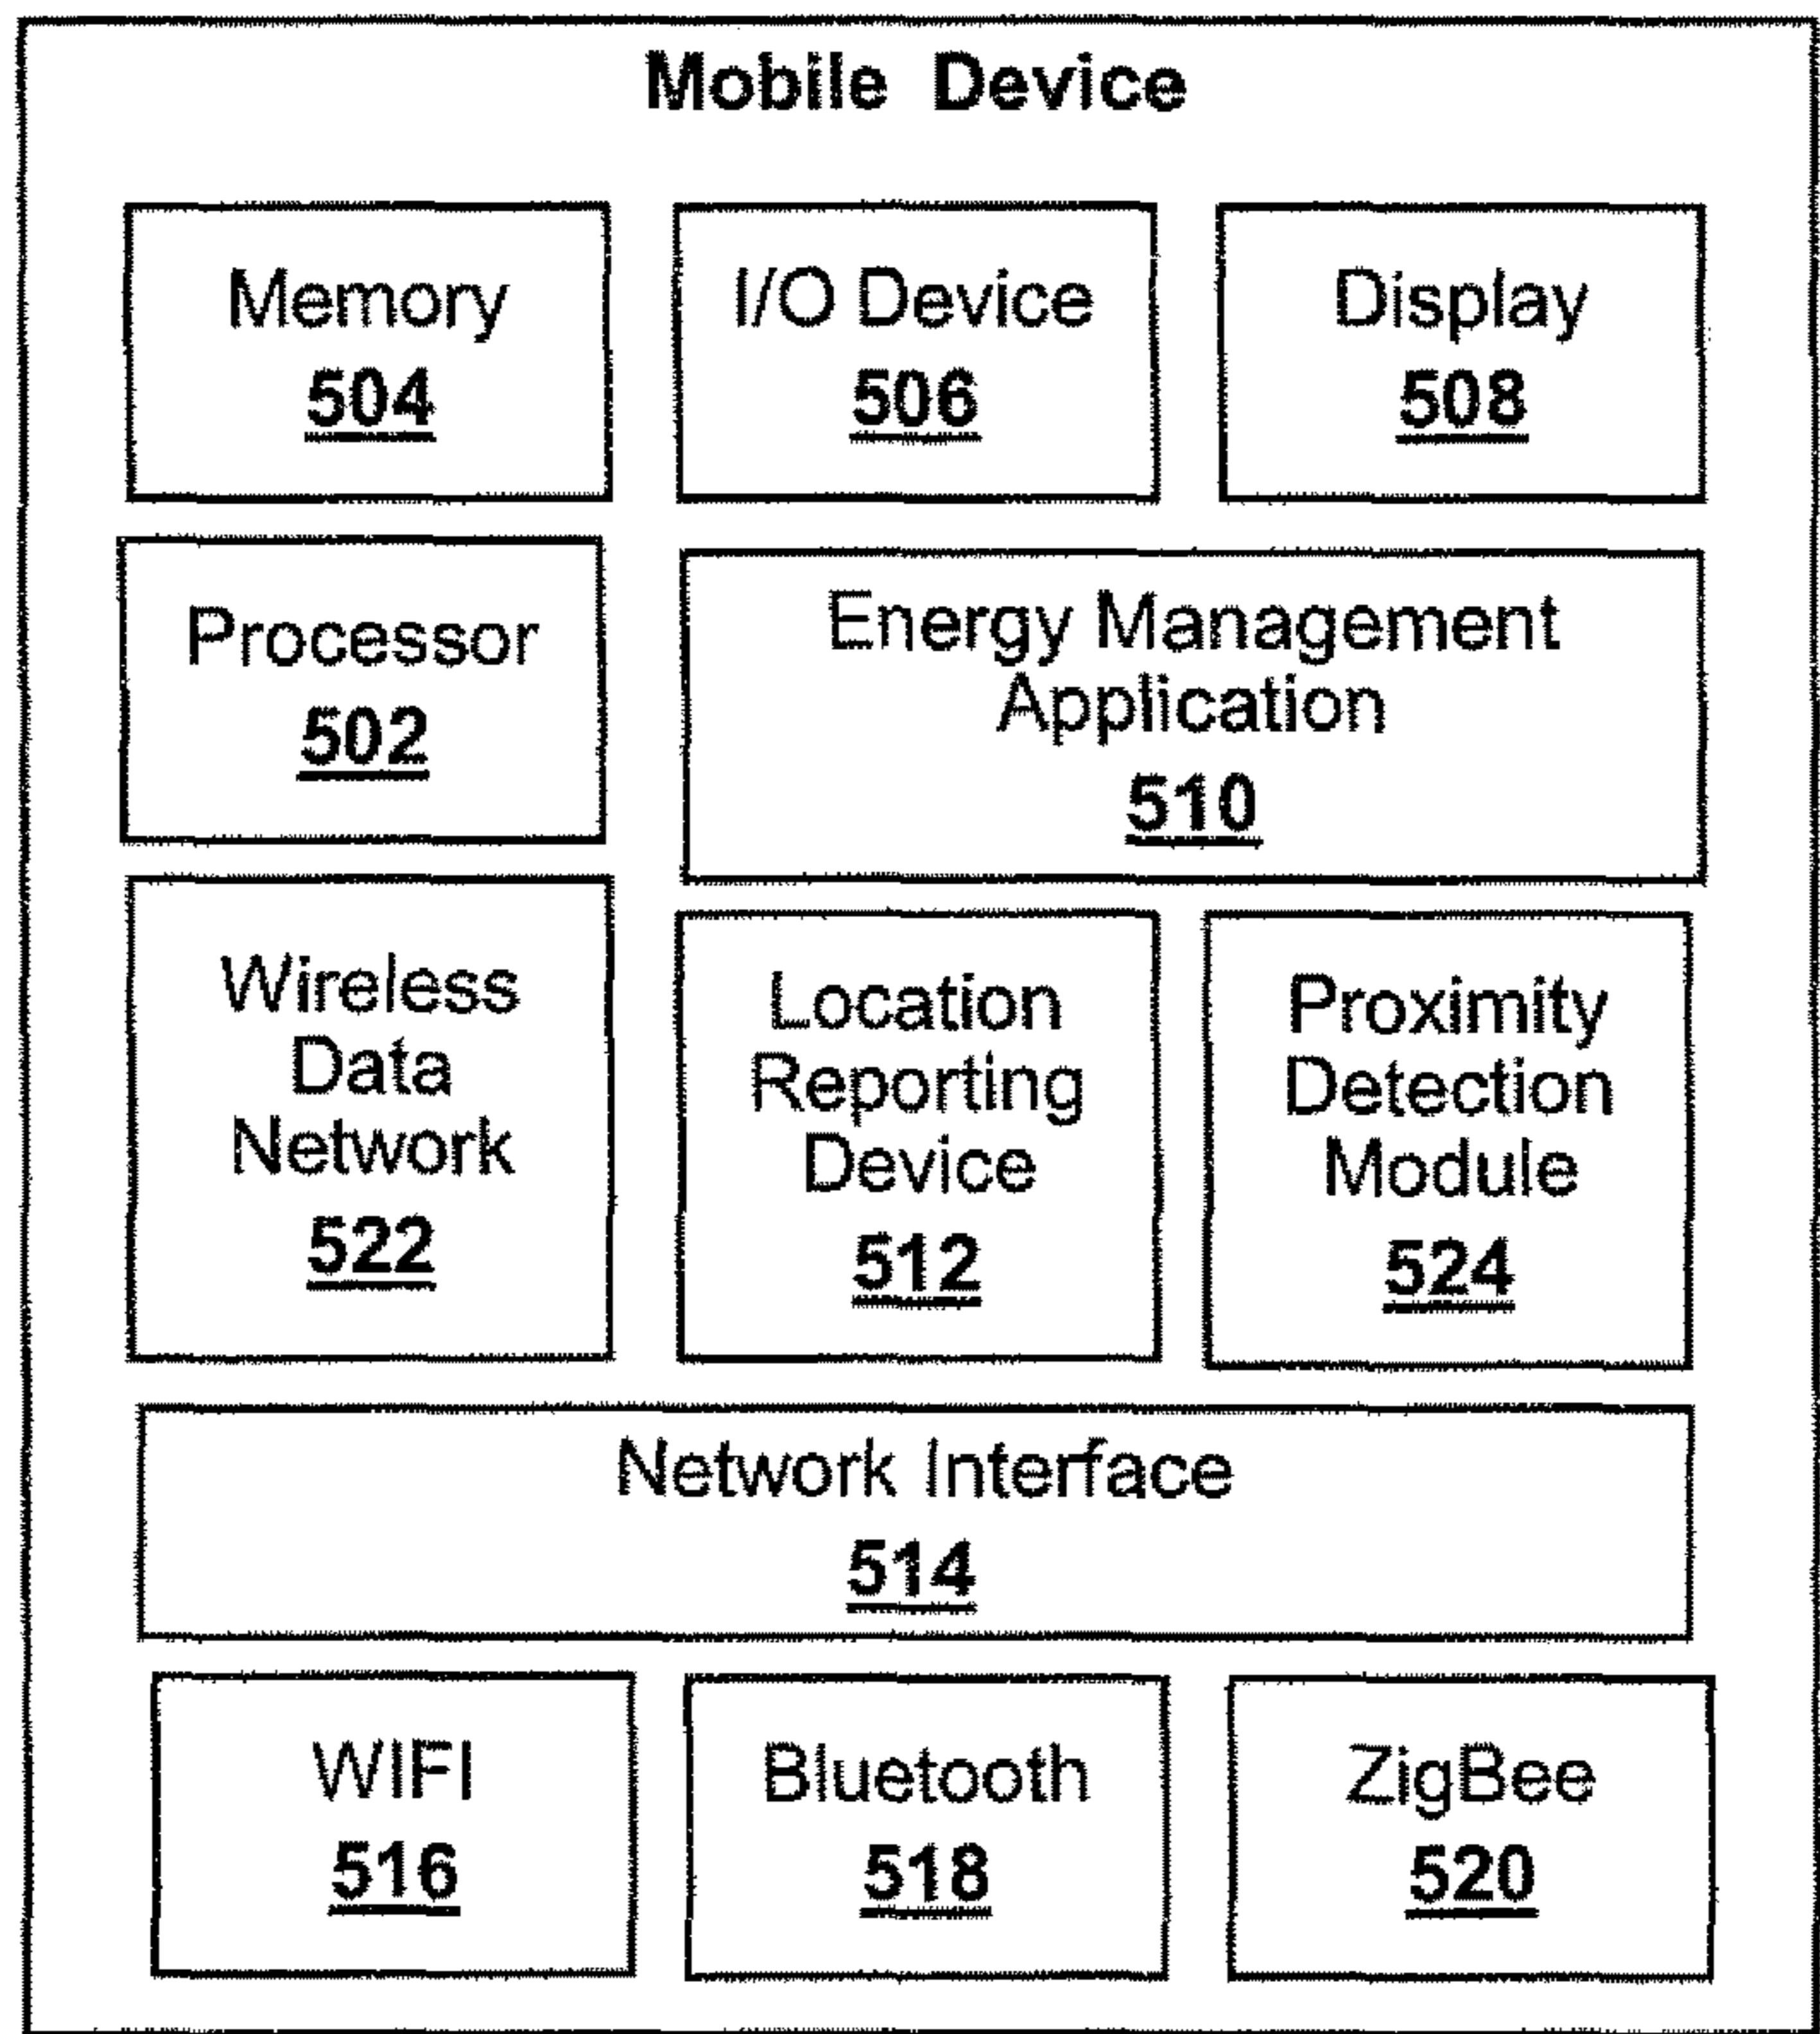 Mobile Device
Memory
504
I/O Device
506
Display
508
Processor
502
Energy Management
Application
510
Wireless
Data
Network
522
Location
Reporting
Device
512
Proximity
Detection
Module
524
Network Interface
514
WIFI
516
Bluetooth
518
ZigBee
520